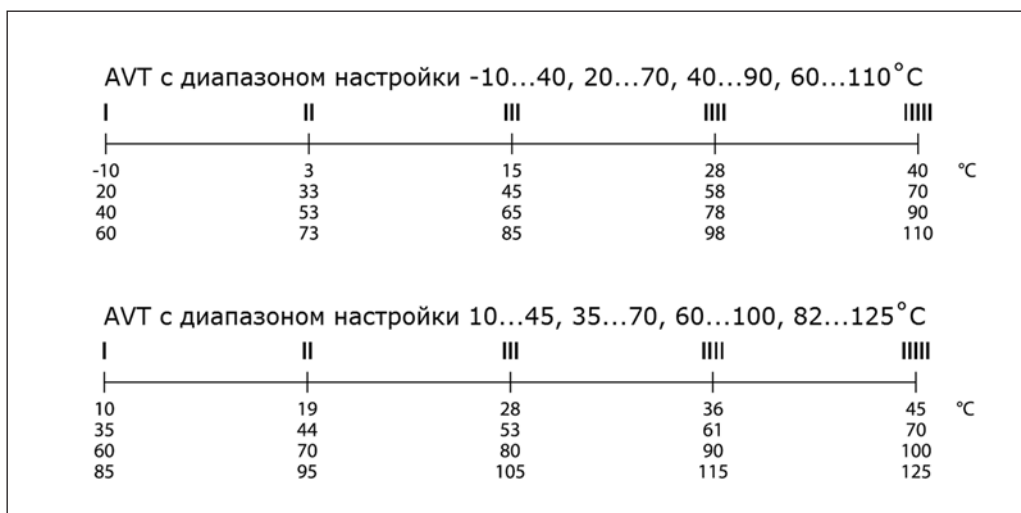 AVT с диапазоном настройки -10...40, 20...70, 40...90, 60...110˚C
I II III IIII IIIII
-10 3 15 28 40 °C
20 33 45 58 70
40 53 65 78 90
60 73 85 98 110
AVT с диапазоном настройки 10...45, 35...70, 60...100, 82...125˚C
I II III IIII IIIII
10 19 28 36 45 °C
35 44 53 61 70
60 70 80 90 100
85 95 105 115 125